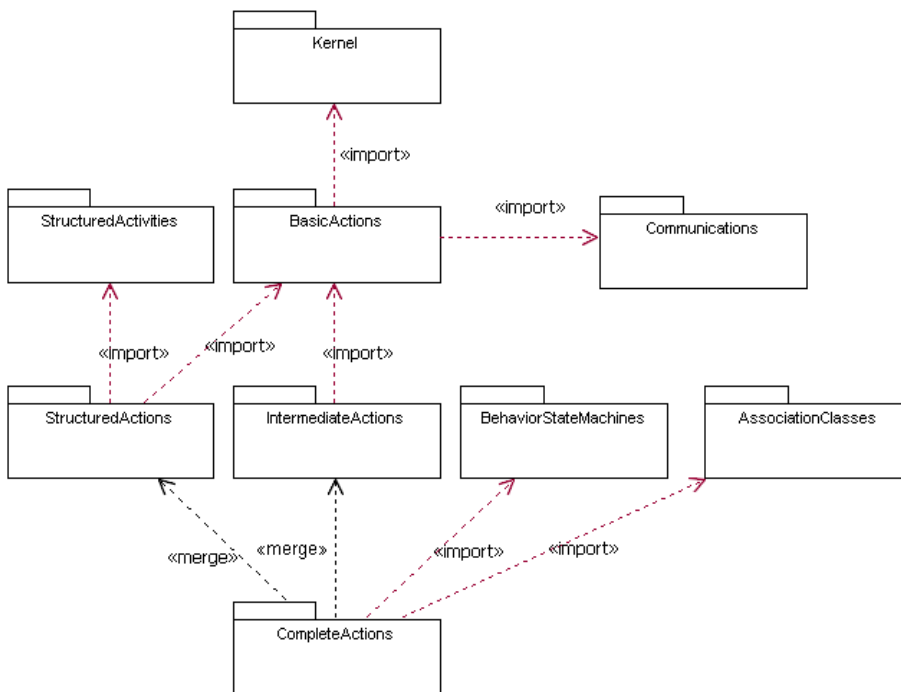 Kernel
«import»
StructuredActivities
BasicActions
«import»
Communications
«import»
«import»
«import»
StructuredActions
IntermediateActions
BehaviorStateMachines
AssociationClasses
«merge»
«merge»
«import»
«import»
CompleteActions